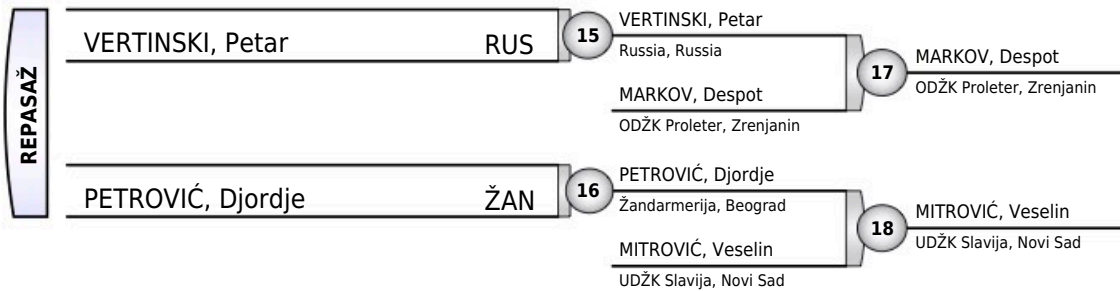 REPASAŽ
VERTINSKI, Petar RUS
15
VERTINSKI, Petar
Russia, Russia
MARKOV, Despot
ODŽK Proleter, Zrenjanin
17
MARKOV, Despot
ODŽK Proleter, Zrenjanin
PETROVIĆ, Djordje ŽAN
16
PETROVIĆ, Djordje
Žandarmerija, Beograd
MITROVIĆ, Veselin
UDŽK Slavija, Novi Sad
18
MITROVIĆ, Veselin
UDŽK Slavija, Novi Sad